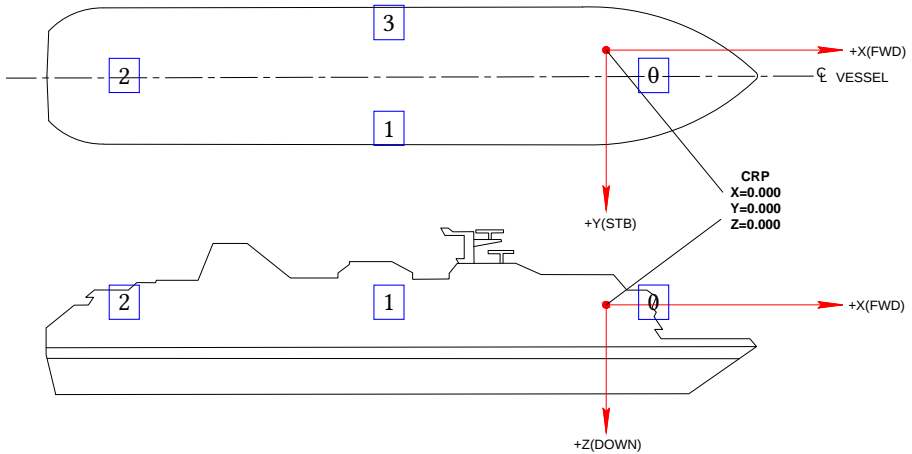 3
+X(FWD)
2
0
℄ VESSEL
1
CRP
X=0.000
Y=0.000
Z=0.000
+Y(STB)
2
1
0
+X(FWD)
+Z(DOWN)